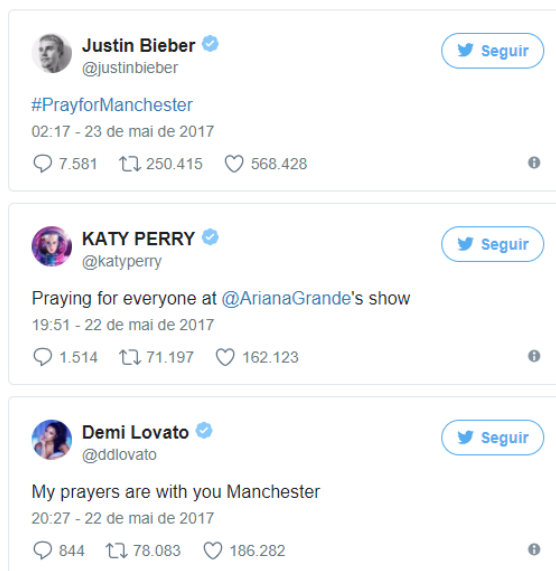 Justin Bieber
Seguir
@justinbieber
#PrayforManchester
02:17 - 23 de mai de 2017
7.581 250.415 568.428
KATY PERRY
Seguir
@katyperry
Praying for everyone at @ArianaGrande's show
19:51 - 22 de mai de 2017
1.514 71.197 162.123
Demi Lovato
Seguir
@ddlovato
My prayers are with you Manchester
20:27 - 22 de mai de 2017
844 78.083 186.282